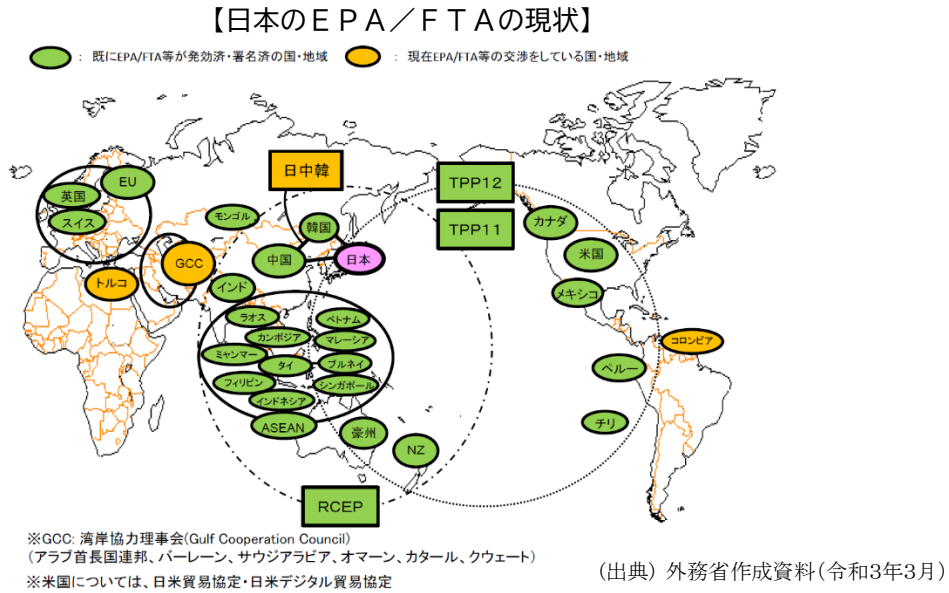 【日本のＥＰＡ／ＦＴＡの現状】
： 既にEPA/FTA等が発効済・署名済の国・地域
： 現在EPA/FTA等の交渉をしている国・地域
日中韓
TPP12
TPP11
EU
英国
スイス
モンゴル
韓国
中国
日本
カナダ
米国
メキシコ
GCC
トルコ
インド
ラオス
ベトナム
カンボジア
マレーシア
ミャンマー
タイ
ブルネイ
フィリピン
シンガポール
インドネシア
ASEAN
豪州
NZ
コロンビア
ペルー
チリ
RCEP
※GCC: 湾岸協力理事会(Gulf Cooperation Council)
(アラブ首長国連邦、バーレーン、サウジアラビア、オマーン、カタール、クウェート)
※米国については、日米貿易協定・日米デジタル貿易協定
(出典) 外務省作成資料(令和3年3月)